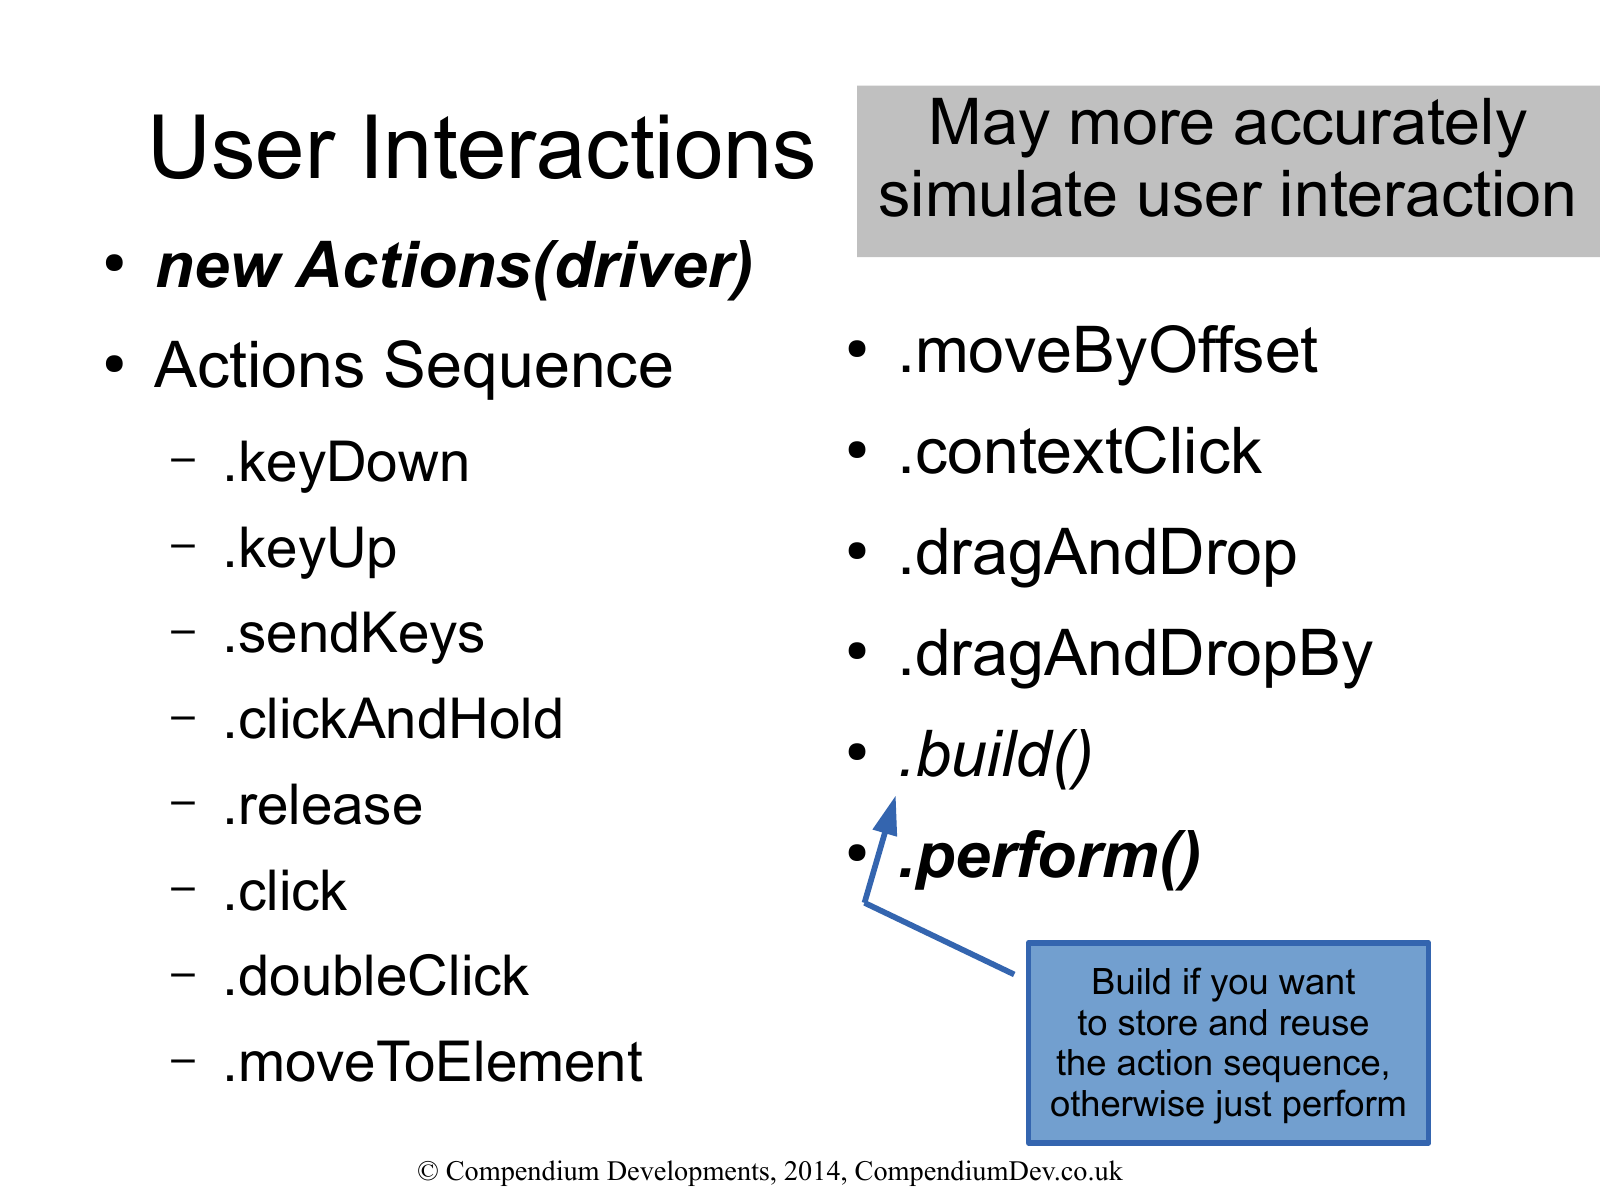 User Interactions
May more accurately
simulate user interaction
• new Actions(driver)
• Actions Sequence
– .keyDown
– .keyUp
– .sendKeys
– .clickAndHold
– .release
– .click
– .doubleClick
– .moveToElement
• .moveByOffset
• .contextClick
• .dragAndDrop
• .dragAndDropBy
• .build()
• .perform()
Build if you want
to store and reuse
the action sequence,
otherwise just perform
© Compendium Developments, 2014, CompendiumDev.co.uk